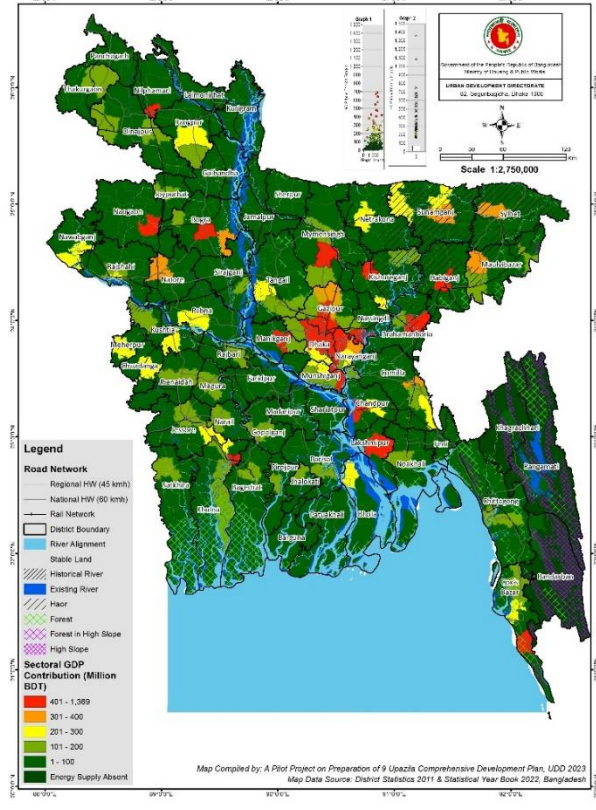 Graph 1
Graph 2
Government of the People's Republic of Bangladesh
Ministry of Housing & Public Works
URBAN DEVELOPMENT DIRECTORATE
82, Segunbagicha, Dhaka 1000
N
W
E
S
0 30 60 120
Km
Scale 1:2,750,000
Panchagarh
Thakurgaon
Nilphamari
Lalmonirhat
Kurigram
Dinajpur
Rangpur
Gaibandha
Joypurhat
Sherpur
Naogaon
Bogra
Jamalpur
Netrakona
Sunamganj
Sylhet
Mymensingh
Nawabganj
Rajshahi
Natore
Sirajganj
Tangail
Kishoreganj
Habiganj
Maulvibazar
Gazipur
Pabna
Narsingdi
Brahamanbaria
Kushtia
Manikganj
Dhaka
Meherpur
Narayanganj
Chuadanga
Rajbari
Munshiganj
Comilla
Jhenaidah
Magura
Faridpur
Chandpur
Madaripur
Shariatpur
Khagrachhari
Jessore
Narail
Gopalganj
Lakshmipur
Feni
Rangamati
Barisal
Noakhali
Pirojpur
Jhalokati
Satkhira
Bagerhat
Chittagong
Khulna
Patuakhali
Bhola
Barguna
Bandarban
Cox's
Bazar
Legend
Road Network
Regional HW (45 kmh)
National HW (60 kmh)
Rail Network
District Boundary
River Alignment
Stable Land
Historical River
Existing River
Haor
Forest
Forest in High Slope
High Slope
Sectoral GDP
Contribution (Million
BDT)
401 - 1,369
301 - 400
201 - 300
101 - 200
1 - 100
Energy Supply Absent
Map Compiled by: A Pilot Project on Preparation of 9 Upazila Comprehensive Development Plan, UDD 2023
Map Data Source: District Statistics 2011 & Statistical Year Book 2022, Bangladesh